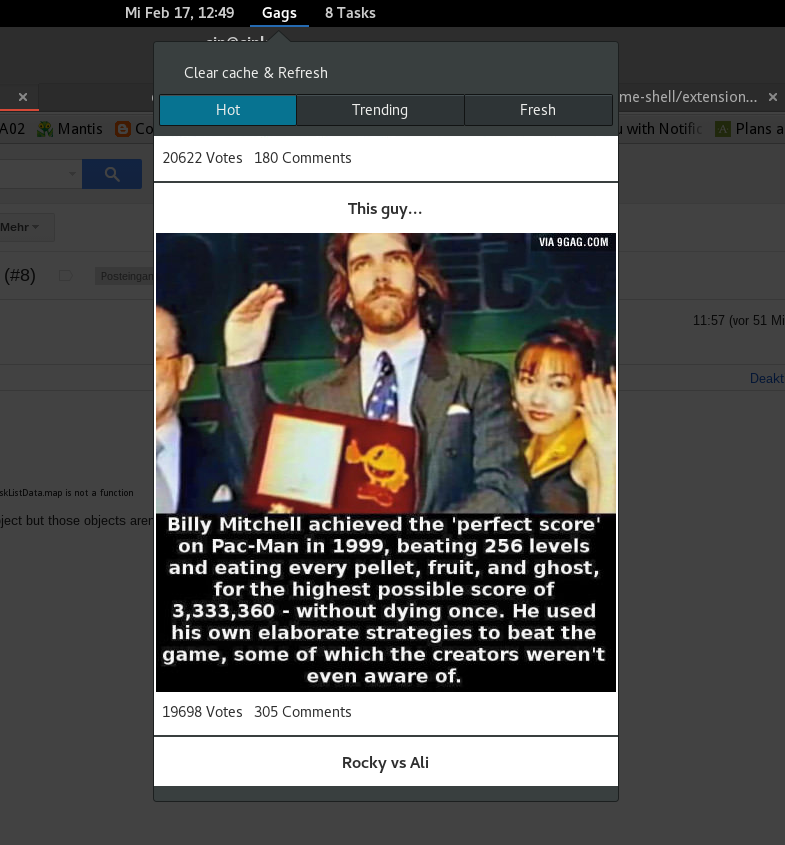 Mi Feb 17, 12:49 Gags 8 Tasks
Clear cache & Refresh
me-shell/extension...
Hot Trending Fresh
A02 Mantis Co u with Notific Plans a
20622 Votes 180 Comments
This guy...
Mehr
VIA 9GAG.COM
(#8) Posteingan
11:57 (vor 51 Mi
Deakt
skListData.map is not a function
ject but those objects aren
Billy Mitchell achieved the 'perfect score'
on Pac-Man in 1999, beating 256 levels
and eating every pellet, fruit, and ghost,
for the highest possible score of
3,333,360 - without dying once. He used
his own elaborate strategies to beat the
game, some of which the creators weren't
even aware of.
19698 Votes 305 Comments
Rocky vs Ali